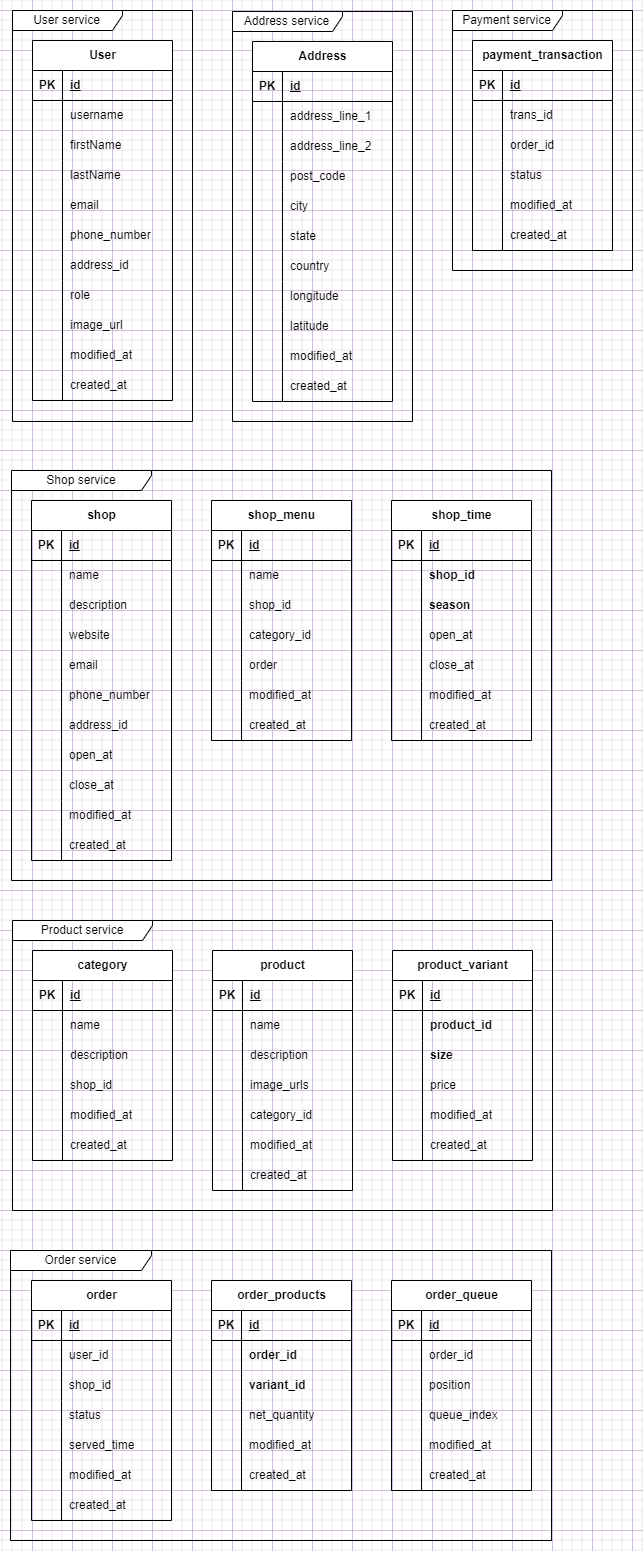 User service
User
PK id
username
firstName
lastName
email
phone_number
address_id
role
image_url
modified_at
created_at
Address service
Address
PK id
address_line_1
address_line_2
post_code
city
state
country
longitude
latitude
modified_at
created_at
Payment service
payment_transaction
PK id
trans_id
order_id
status
modified_at
created_at
Shop service
shop
PK id
name
description
website
email
phone_number
address_id
open_at
close_at
modified_at
created_at
shop_menu
PK id
name
shop_id
category_id
order
modified_at
created_at
shop_time
PK id
shop_id
season
open_at
close_at
modified_at
created_at
Product service
category
PK id
name
description
shop_id
modified_at
created_at
product
PK id
name
description
image_urls
category_id
modified_at
created_at
product_variant
PK id
product_id
size
price
modified_at
created_at
Order service
order
PK id
user_id
shop_id
status
served_time
modified_at
created_at
order_products
PK id
order_id
variant_id
net_quantity
modified_at
created_at
order_queue
PK id
order_id
position
queue_index
modified_at
created_at